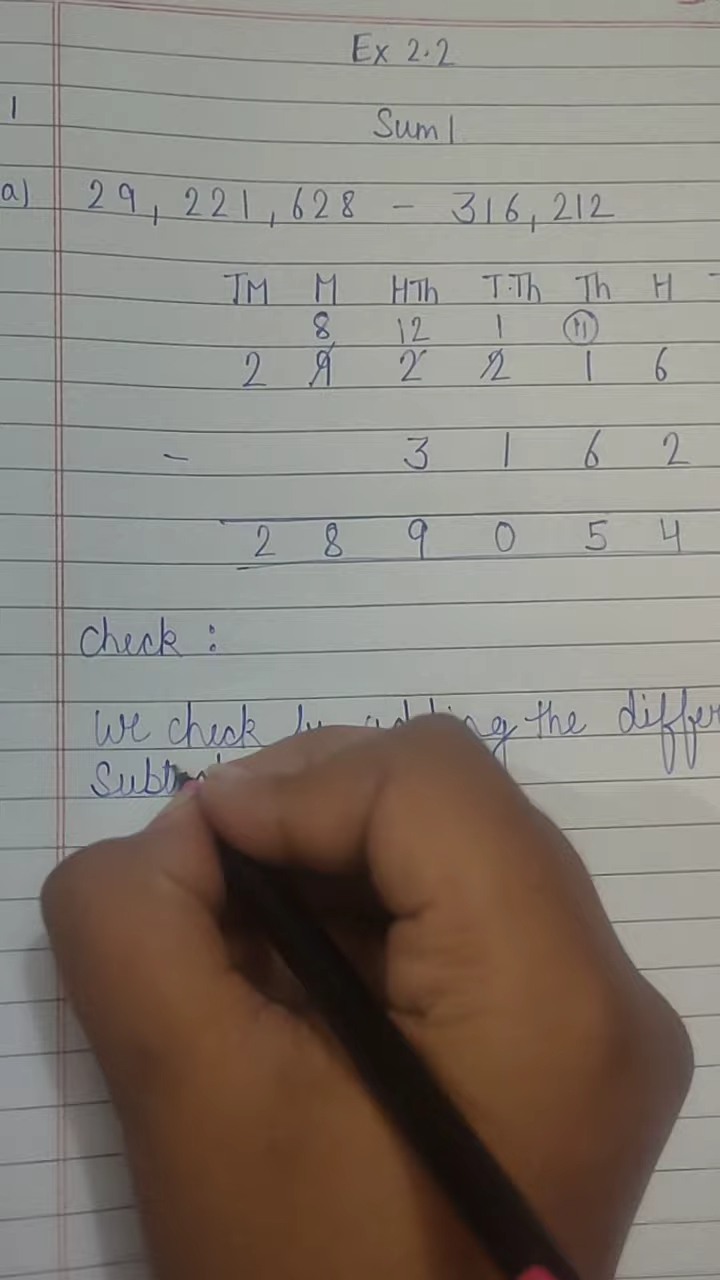 Ex 2.2
1
Sum 1
a) 29,221,628 - 316,212
TM M HTh T.Th Th H
8 12 1 11
2 9 2 2 1 6
- 3 1 6 2
2 8 9 0 5 4
Check :
We check the differ
Subt